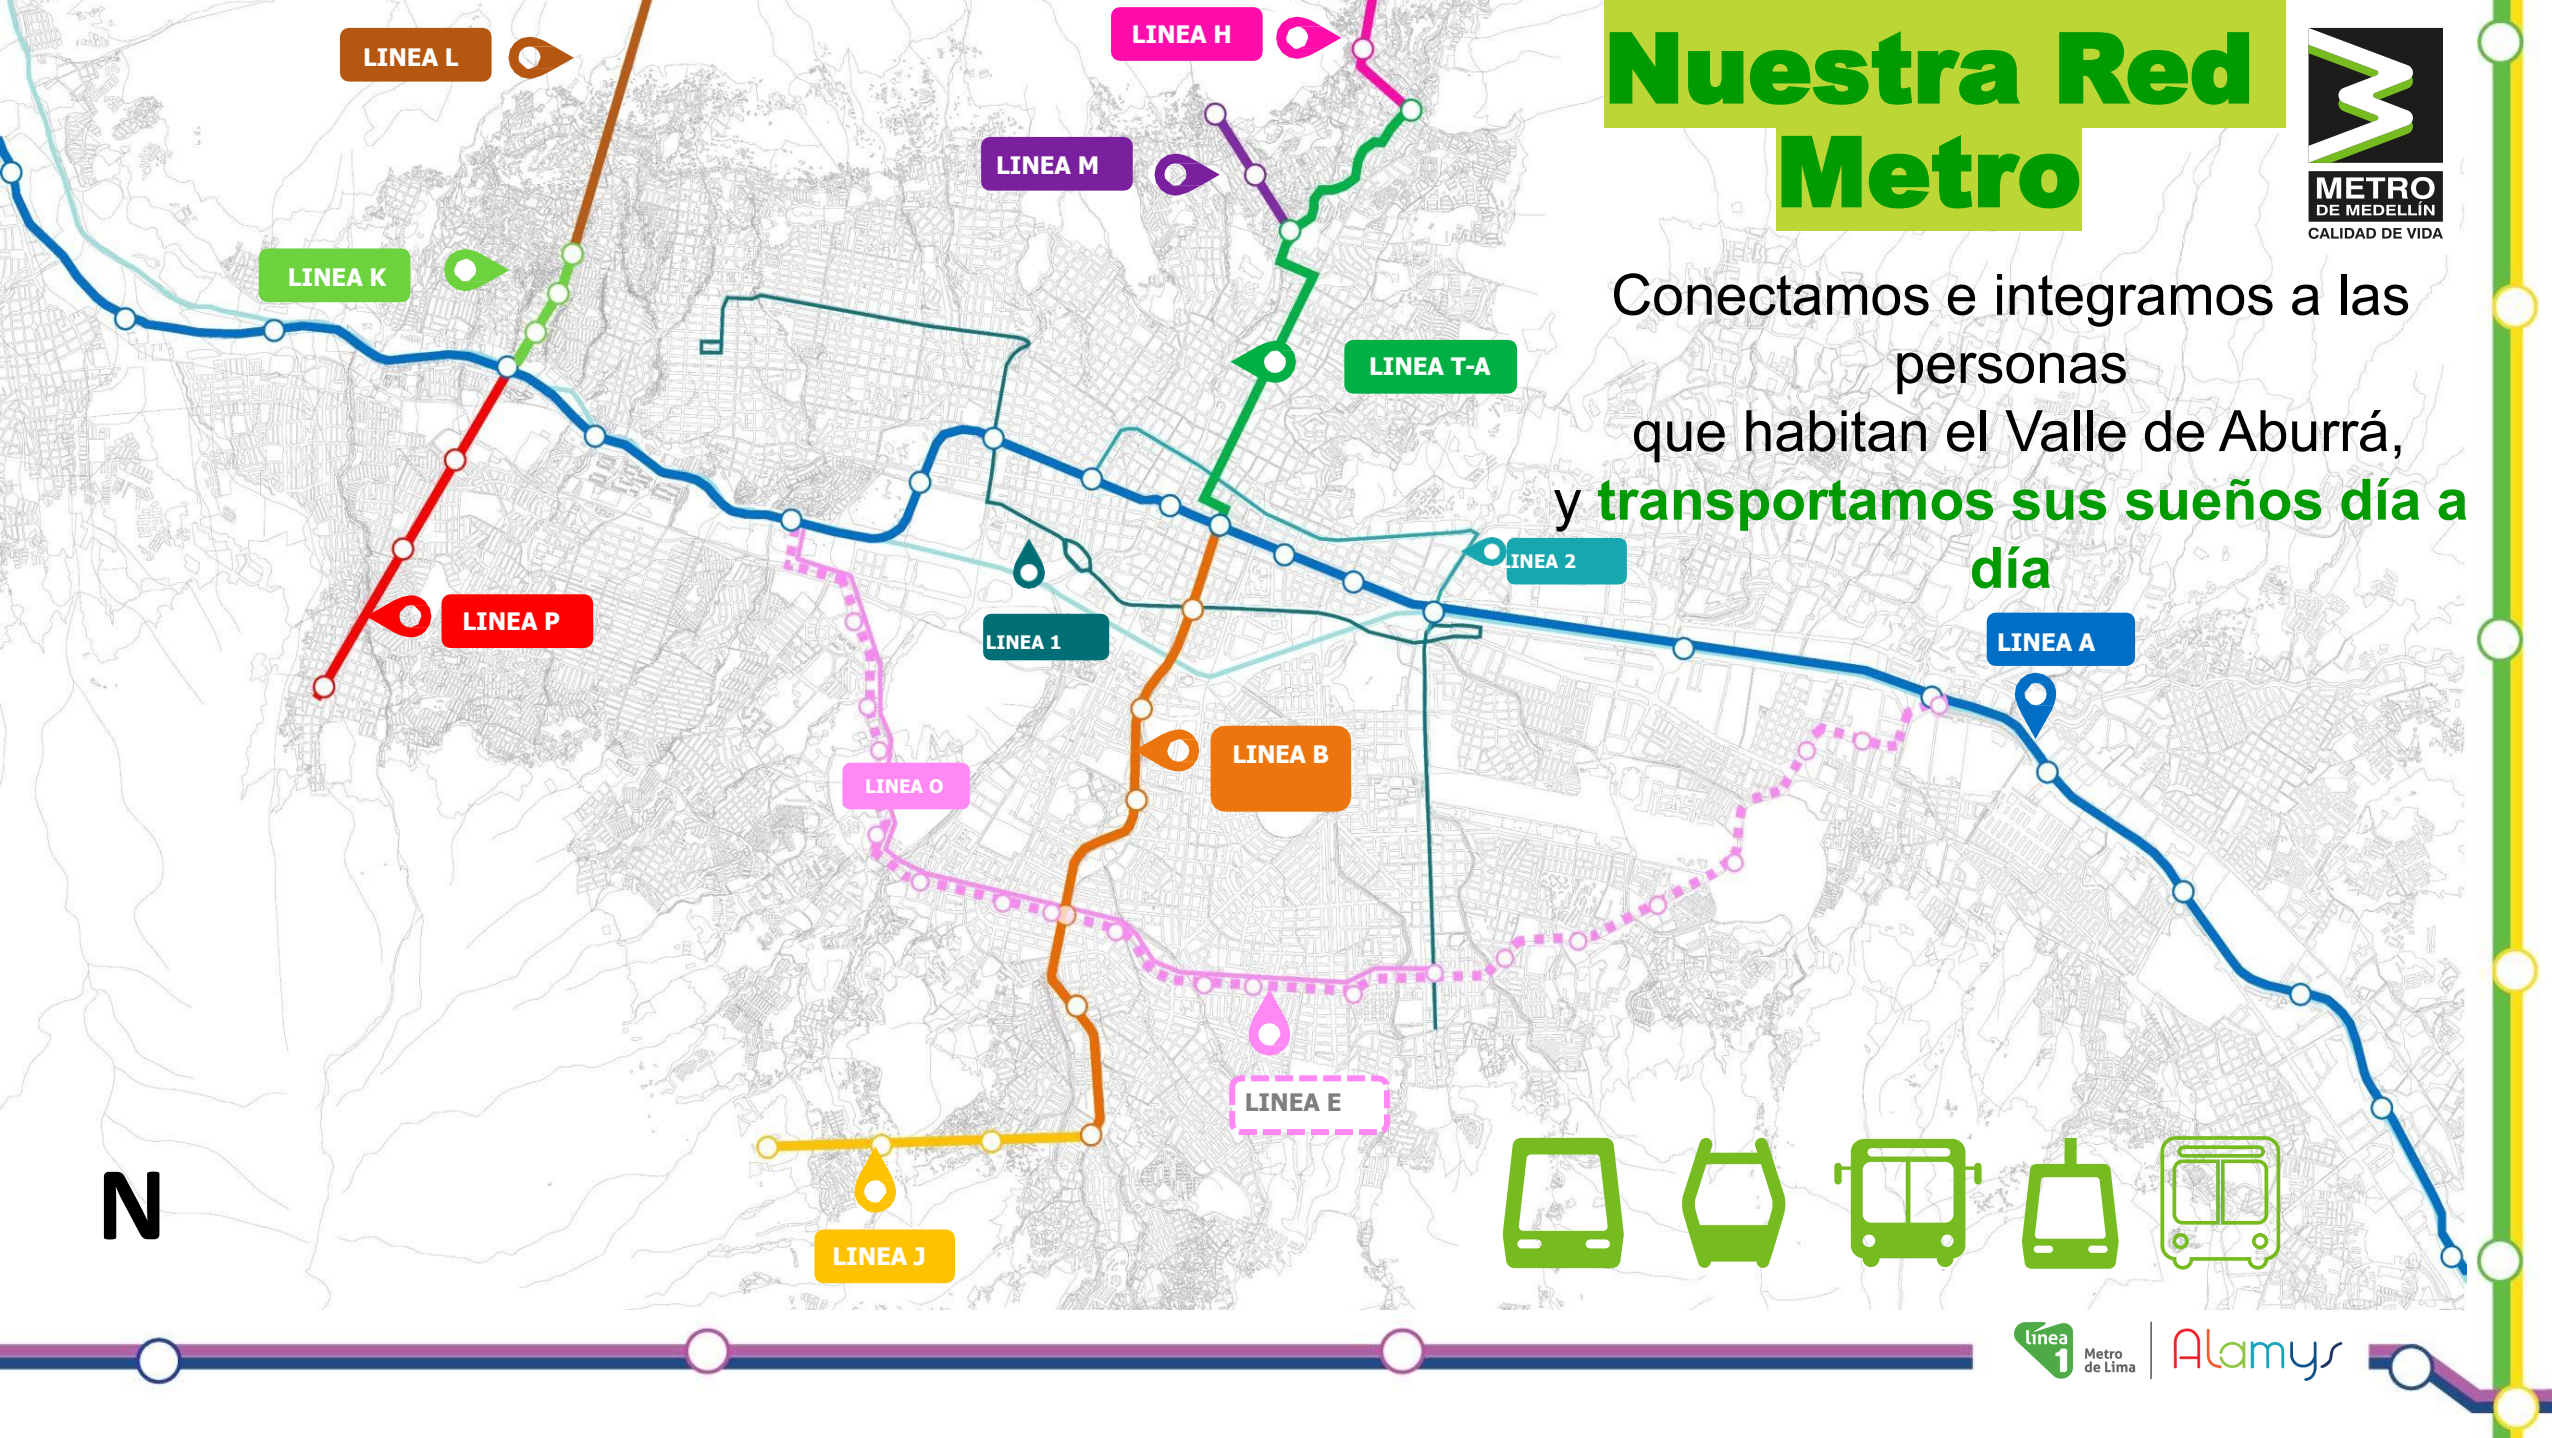 Nuestra Red
Metro
METRO
DE MEDELLÍN
CALIDAD DE VIDA
Conectamos e integramos a las
personas
que habitan el Valle de Aburrá,
y transportamos sus sueños día a
día
LINEA L
LINEA H
LINEA M
LINEA K
LINEA T-A
INEA 2
LINEA P
LINEA 1
LINEA A
LINEA B
LINEA O
LINEA E
N
LINEA J
línea
1
Metro
de Lima
Alamys